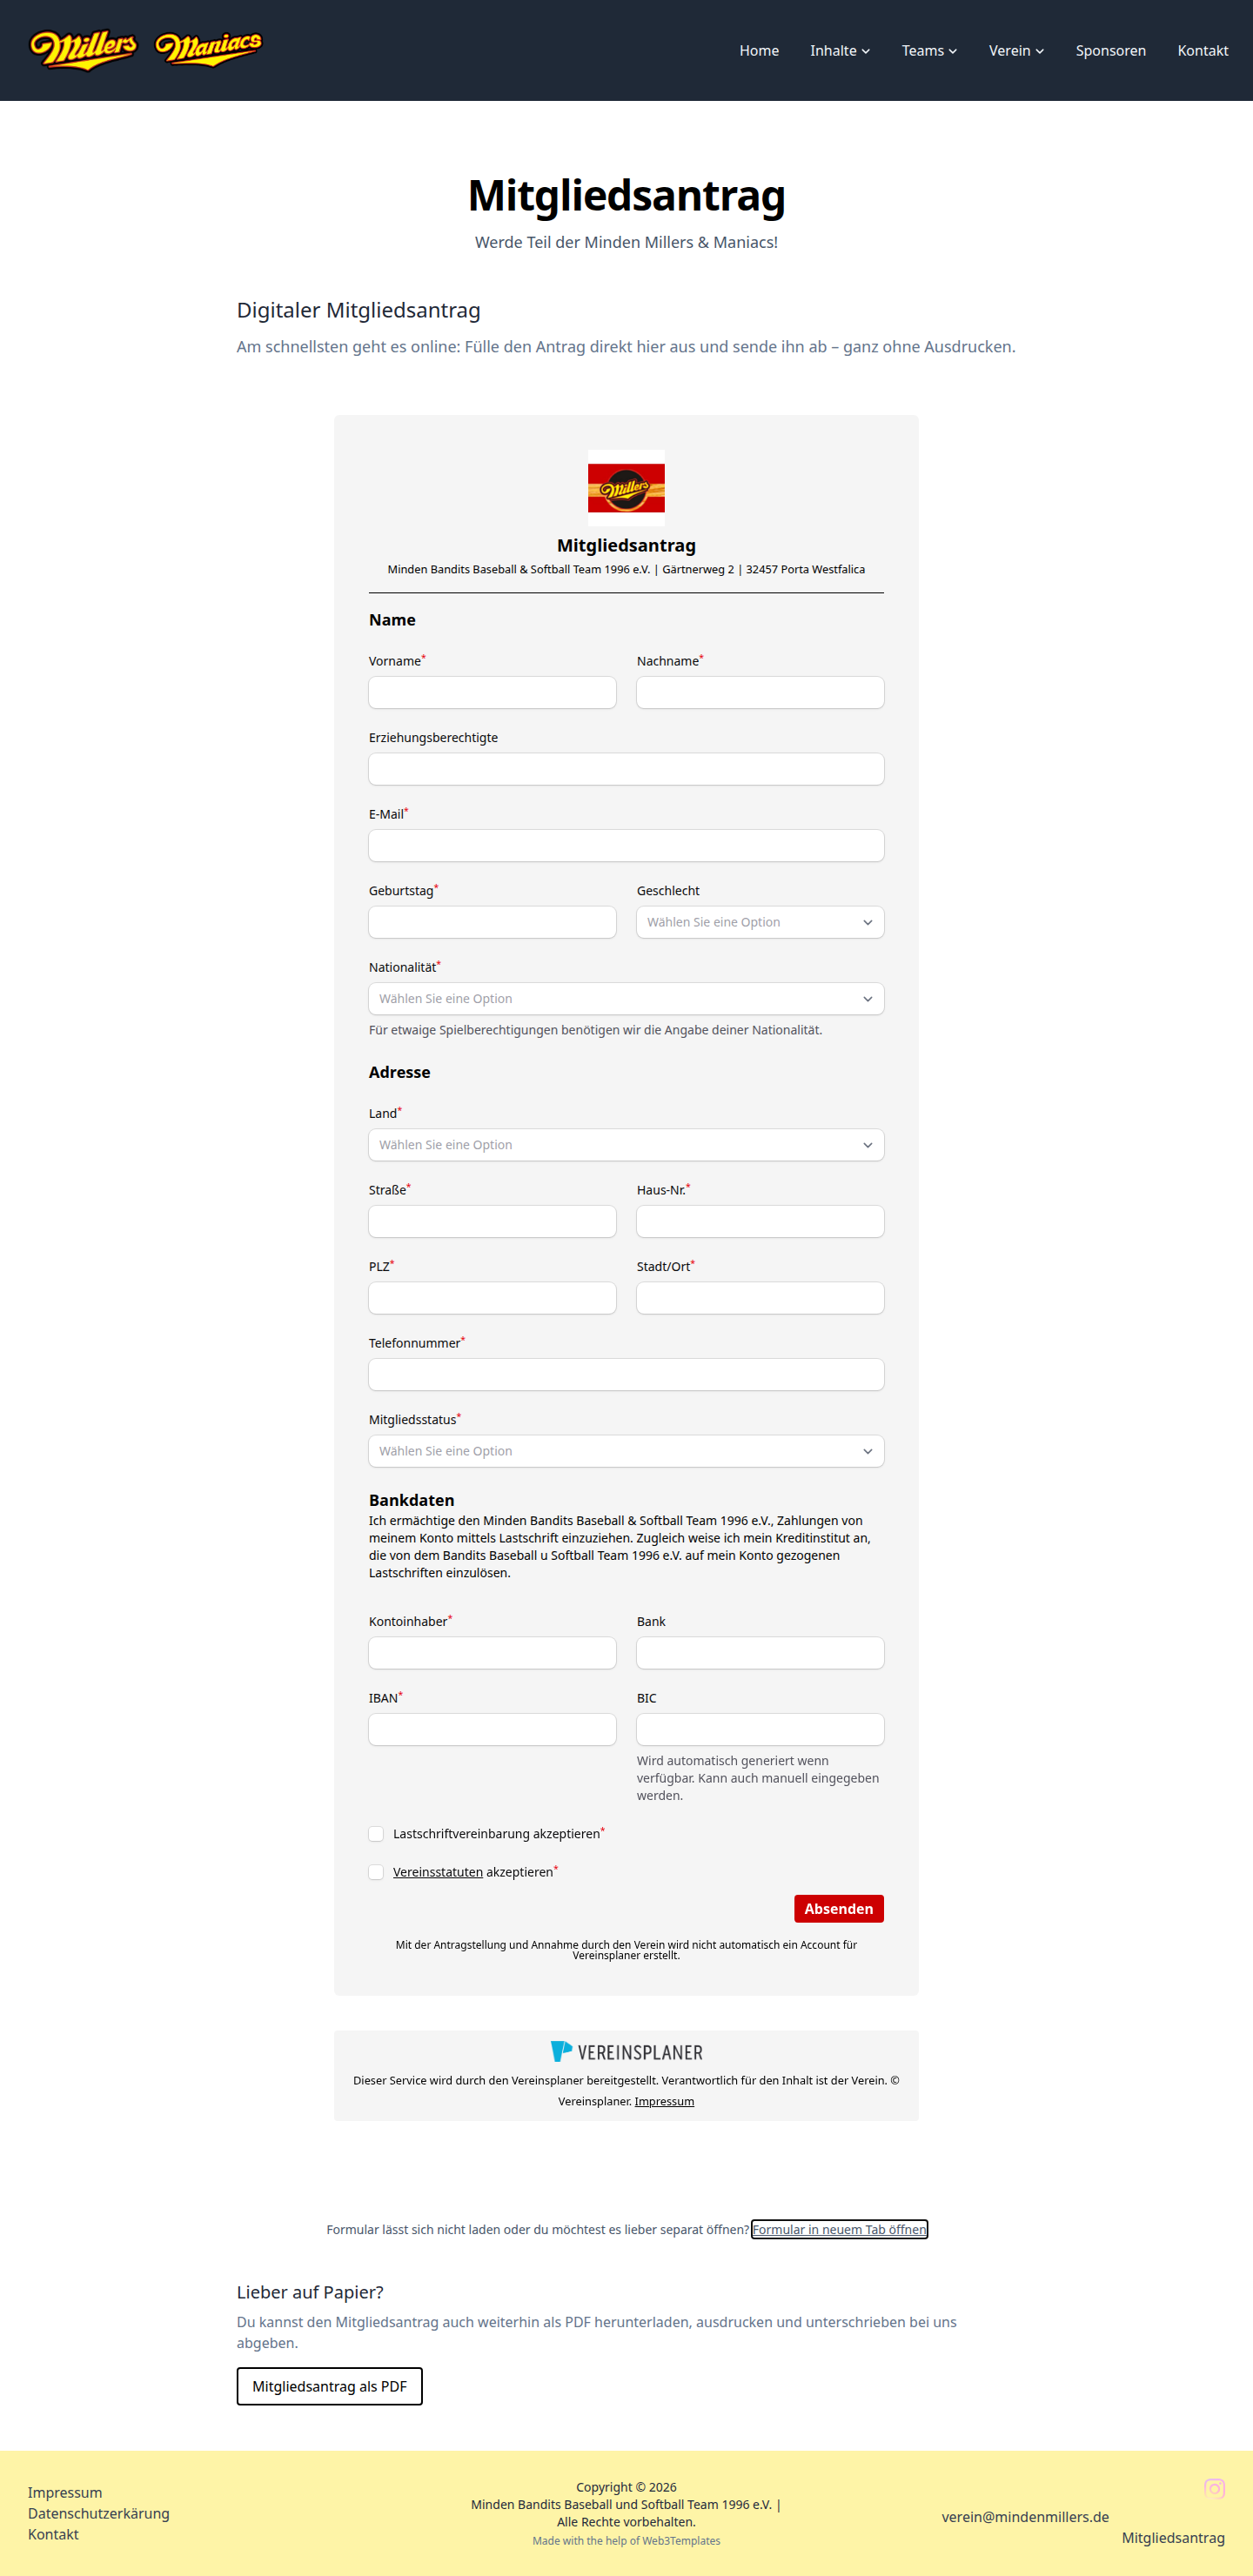 Millers Maniacs
Home Inhalte Teams Verein Sponsoren Kontakt
Mitgliedsantrag
Werde Teil der Minden Millers & Maniacs!
Digitaler Mitgliedsantrag
Am schnellsten geht es online: Fülle den Antrag direkt hier aus und sende ihn ab – ganz ohne Ausdrucken.
Millers
Mitgliedsantrag
Minden Bandits Baseball & Softball Team 1996 e.V. | Gärtnerweg 2 | 32457 Porta Westfalica
Name
Vorname* Nachname*
Erziehungsberechtigte
E-Mail*
Geburtstag* Geschlecht
Wählen Sie eine Option
Nationalität*
Wählen Sie eine Option
Für etwaige Spielberechtigungen benötigen wir die Angabe deiner Nationalität.
Adresse
Land*
Wählen Sie eine Option
Straße* Haus-Nr.*
PLZ* Stadt/Ort*
Telefonnummer*
Mitgliedsstatus*
Wählen Sie eine Option
Bankdaten
Ich ermächtige den Minden Bandits Baseball & Softball Team 1996 e.V., Zahlungen von
meinem Konto mittels Lastschrift einzuziehen. Zugleich weise ich mein Kreditinstitut an,
die von dem Bandits Baseball u Softball Team 1996 e.V. auf mein Konto gezogenen
Lastschriften einzulösen.
Kontoinhaber* Bank
IBAN* BIC
Wird automatisch generiert wenn
verfügbar. Kann auch manuell eingegeben
werden.
Lastschriftvereinbarung akzeptieren*
Vereinsstatuten akzeptieren*
Absenden
Mit der Antragstellung und Annahme durch den Verein wird nicht automatisch ein Account für
Vereinsplaner erstellt.
VEREINSPLANER
Dieser Service wird durch den Vereinsplaner bereitgestellt. Verantwortlich für den Inhalt ist der Verein. ©
Vereinsplaner. Impressum
Formular lässt sich nicht laden oder du möchtest es lieber separat öffnen? Formular in neuem Tab öffnen
Lieber auf Papier?
Du kannst den Mitgliedsantrag auch weiterhin als PDF herunterladen, ausdrucken und unterschrieben bei uns
abgeben.
Mitgliedsantrag als PDF
Impressum
Datenschutzerkärung
Kontakt
Copyright © 2026
Minden Bandits Baseball und Softball Team 1996 e.V. |
Alle Rechte vorbehalten.
Made with the help of Web3Templates
verein@mindenmillers.de
Mitgliedsantrag